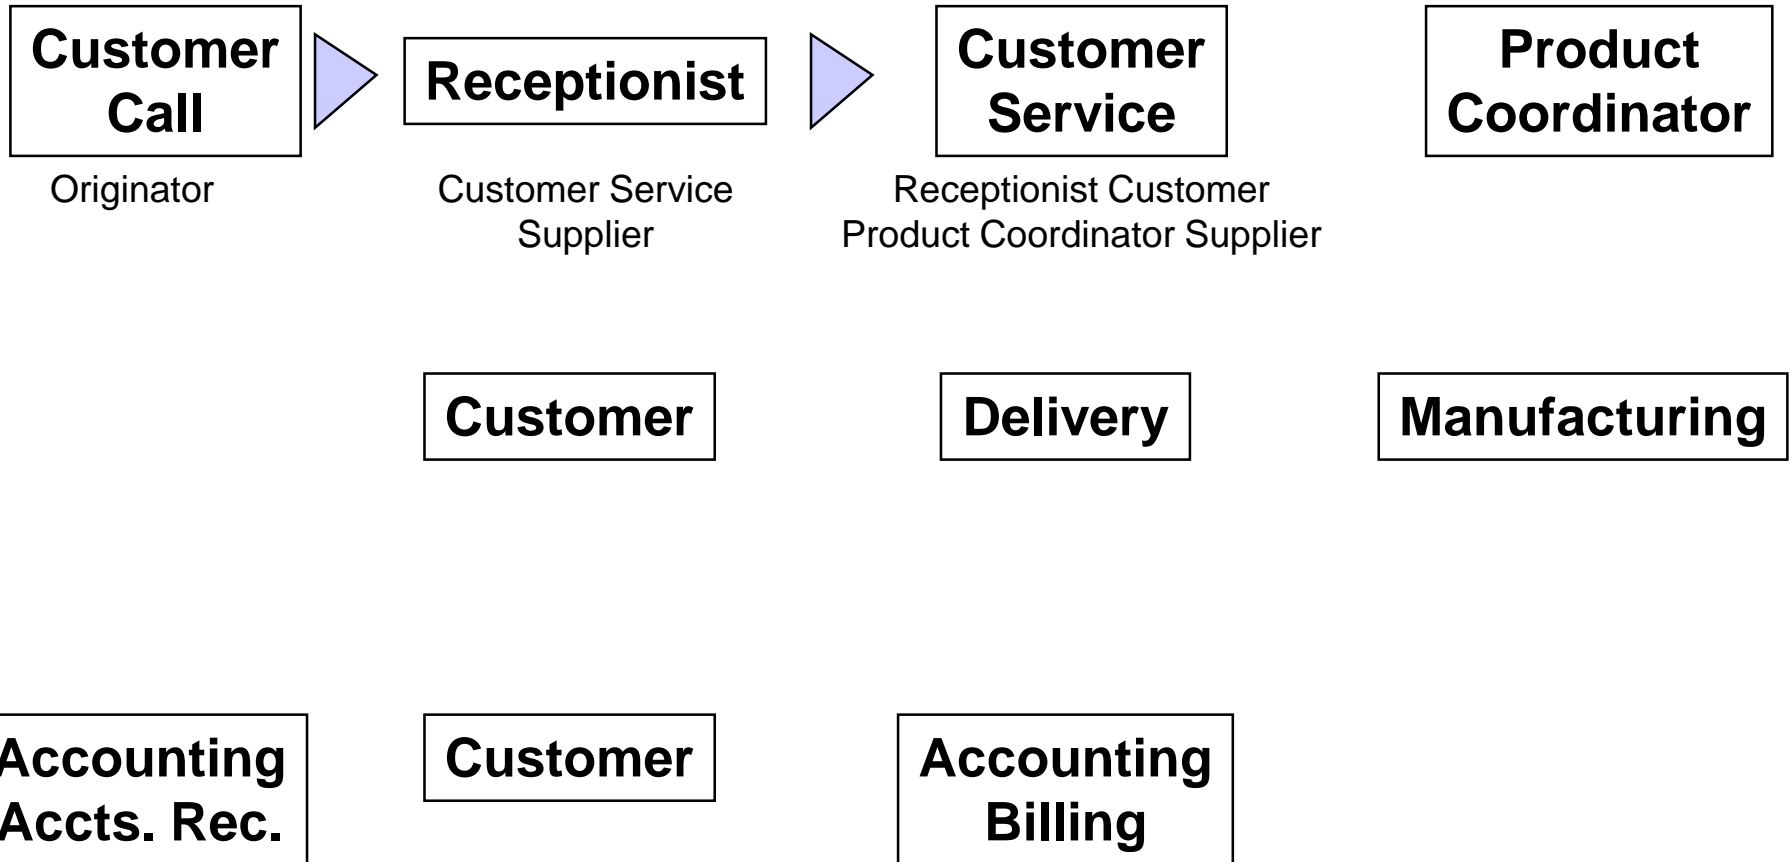 Customer
Call
Receptionist
Customer
Service
Product
Coordinator
Originator
Customer Service
Supplier
Receptionist Customer
Product Coordinator Supplier
Customer
Delivery
Manufacturing
Accounting
Accts. Rec.
Customer
Accounting
Billing